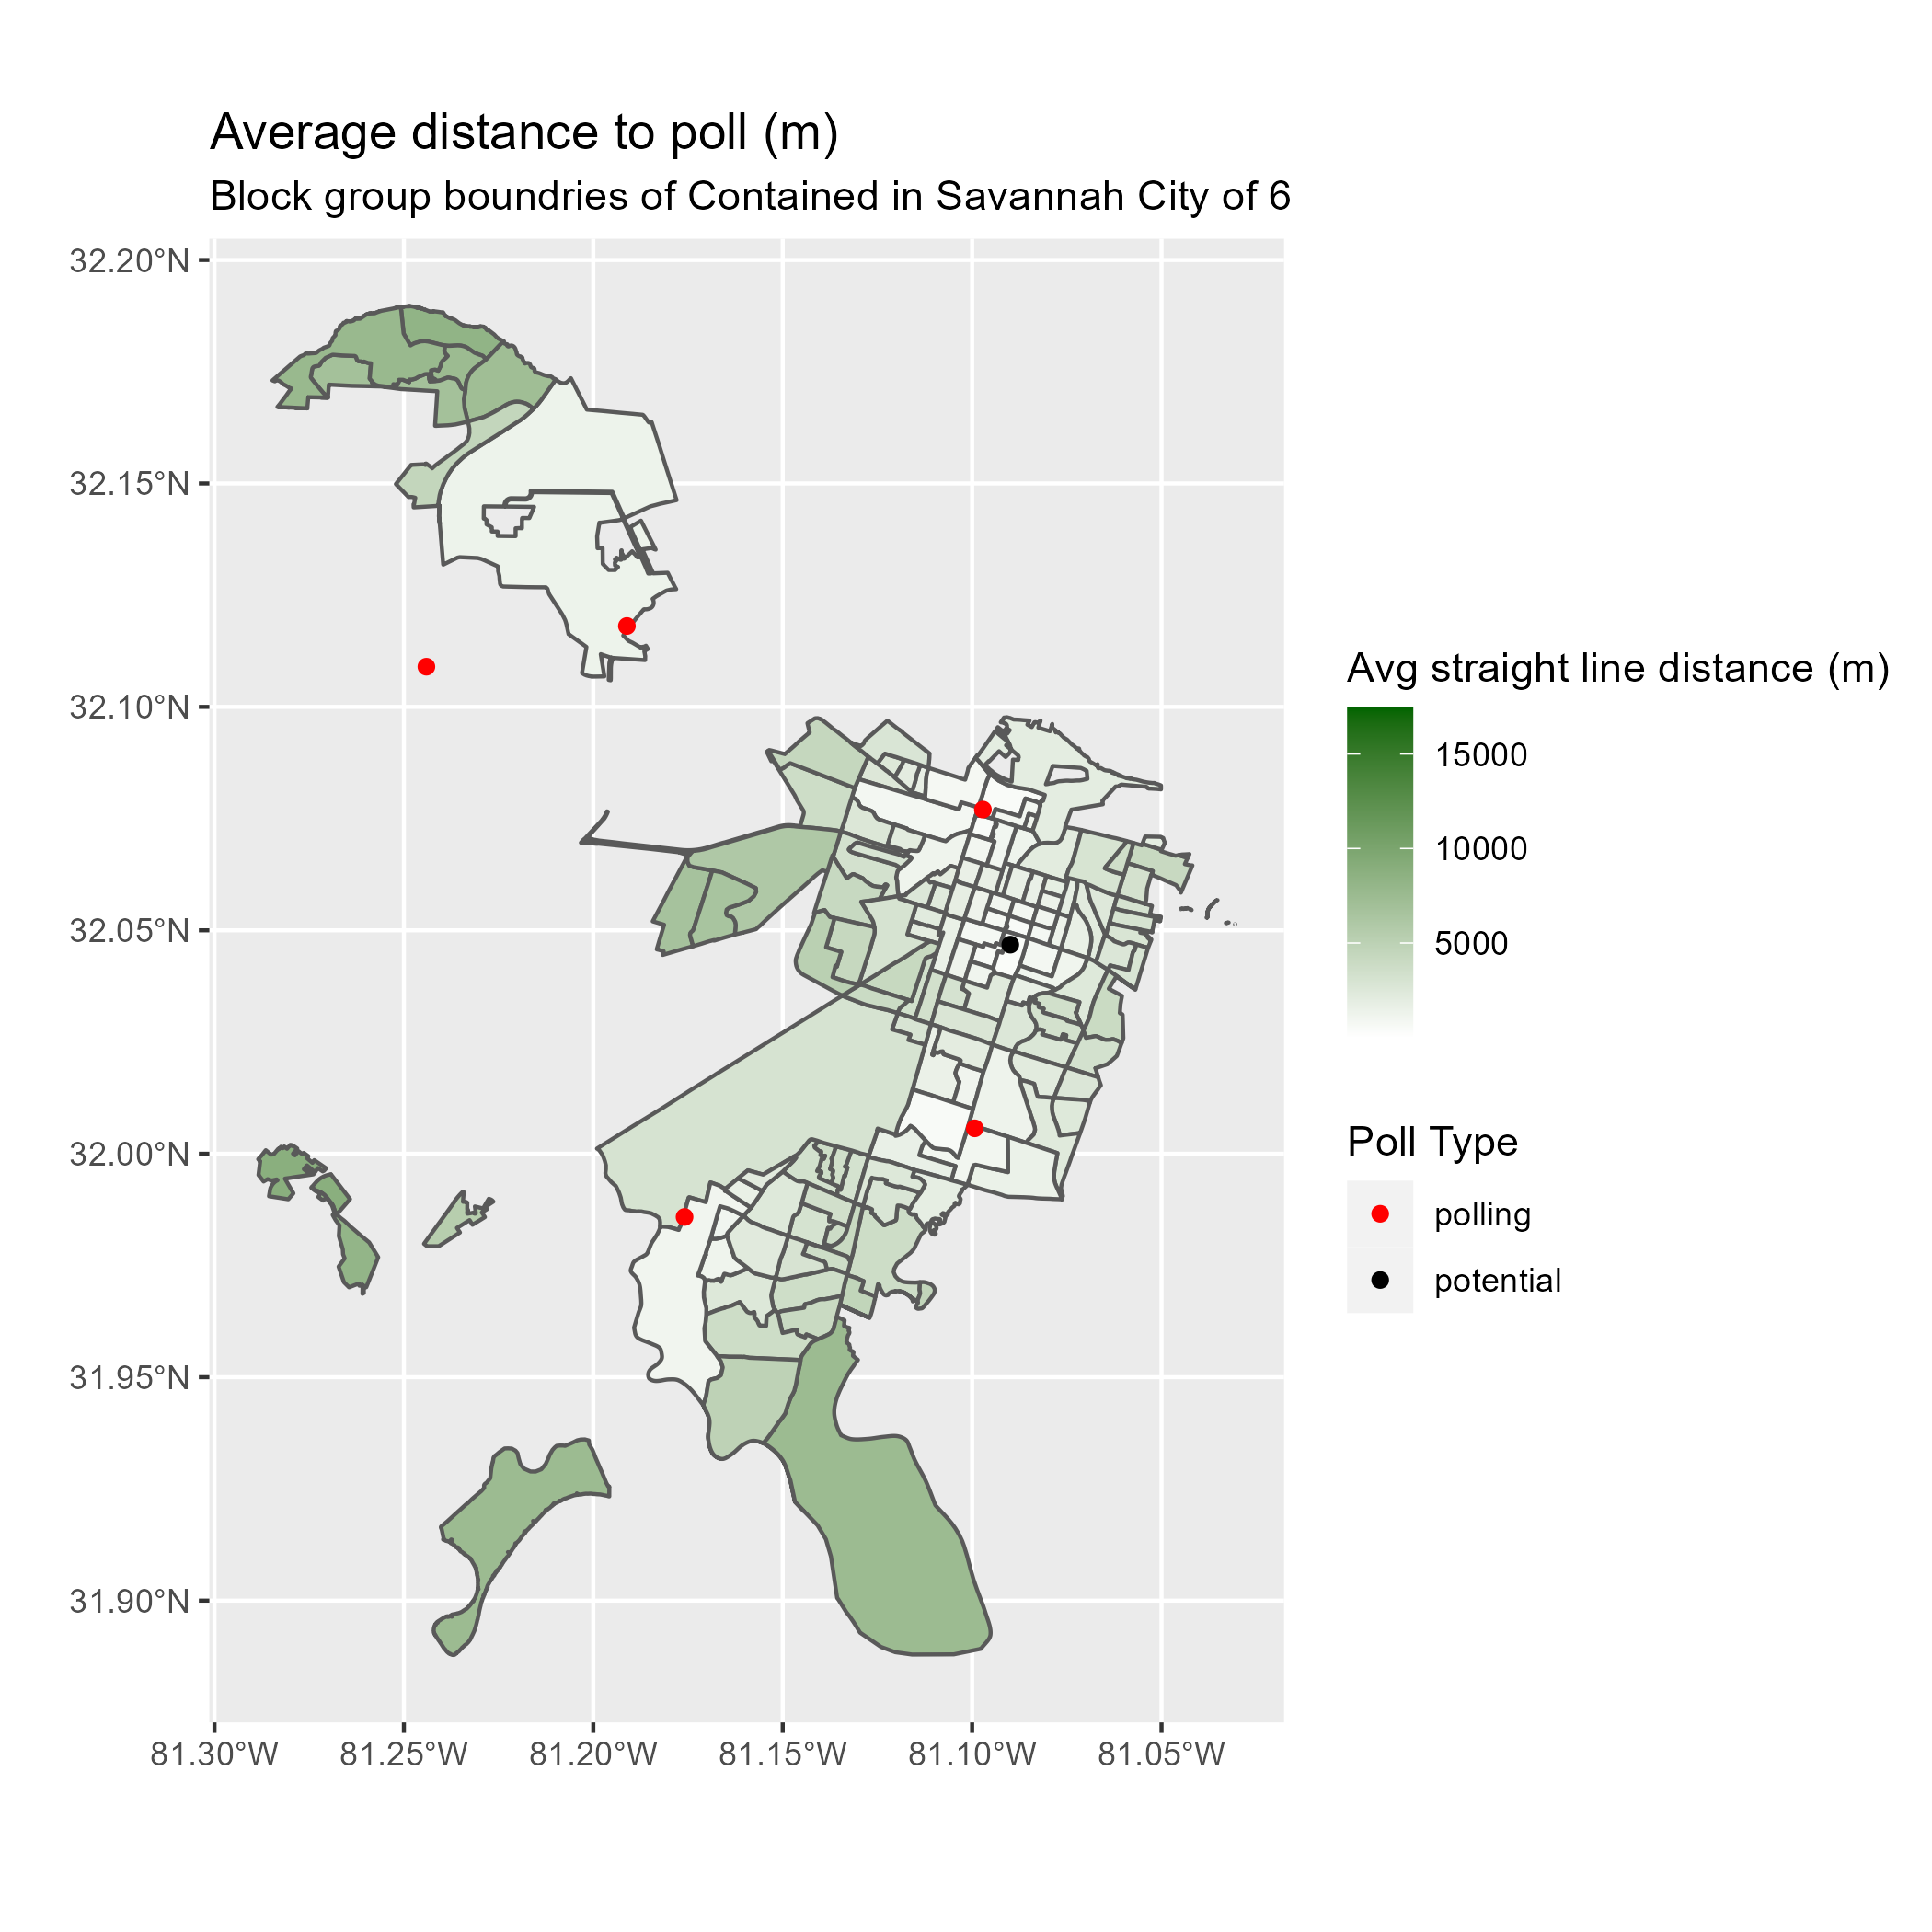 Average distance to poll (m)
Block group boundries of Contained in Savannah City of 6
32.20°N
32.15°N
32.10°N
32.05°N
32.00°N
31.95°N
31.90°N
81.30°W 81.25°W 81.20°W 81.15°W 81.10°W 81.05°W
Avg straight line distance (m)
15000
10000
5000
Poll Type
polling
potential